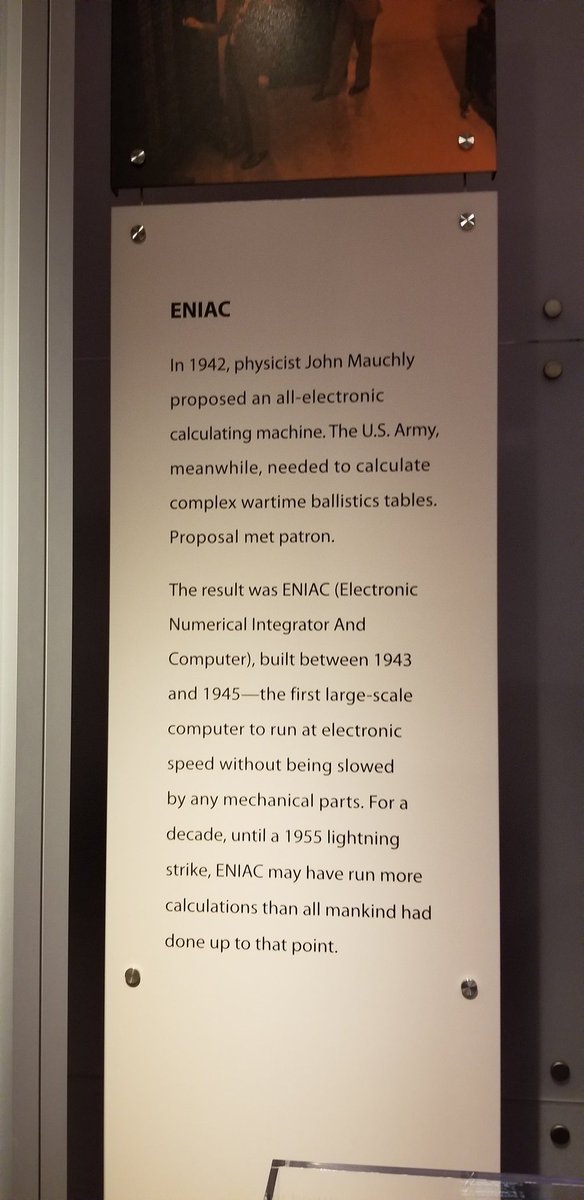 ENIAC
In 1942, physicist John Mauchly
proposed an all-electronic
calculating machine. The U.S. Army,
meanwhile, needed to calculate
complex wartime ballistics tables.
Proposal met patron.
The result was ENIAC (Electronic
Numerical Integrator And
Computer), built between 1943
and 1945—the first large-scale
computer to run at electronic
speed without being slowed
by any mechanical parts. For a
decade, until a 1955 lightning
strike, ENIAC may have run more
calculations than all mankind had
done up to that point.